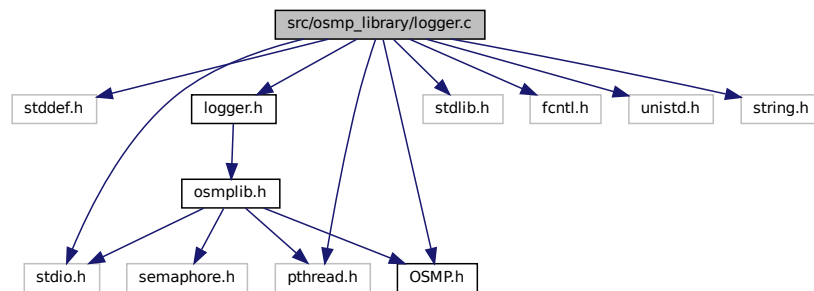 src/osmp_library/logger.c
stddef.h
logger.h
stdlib.h
fcntl.h
unistd.h
string.h
osmplib.h
stdio.h
semaphore.h
pthread.h
OSMP.h